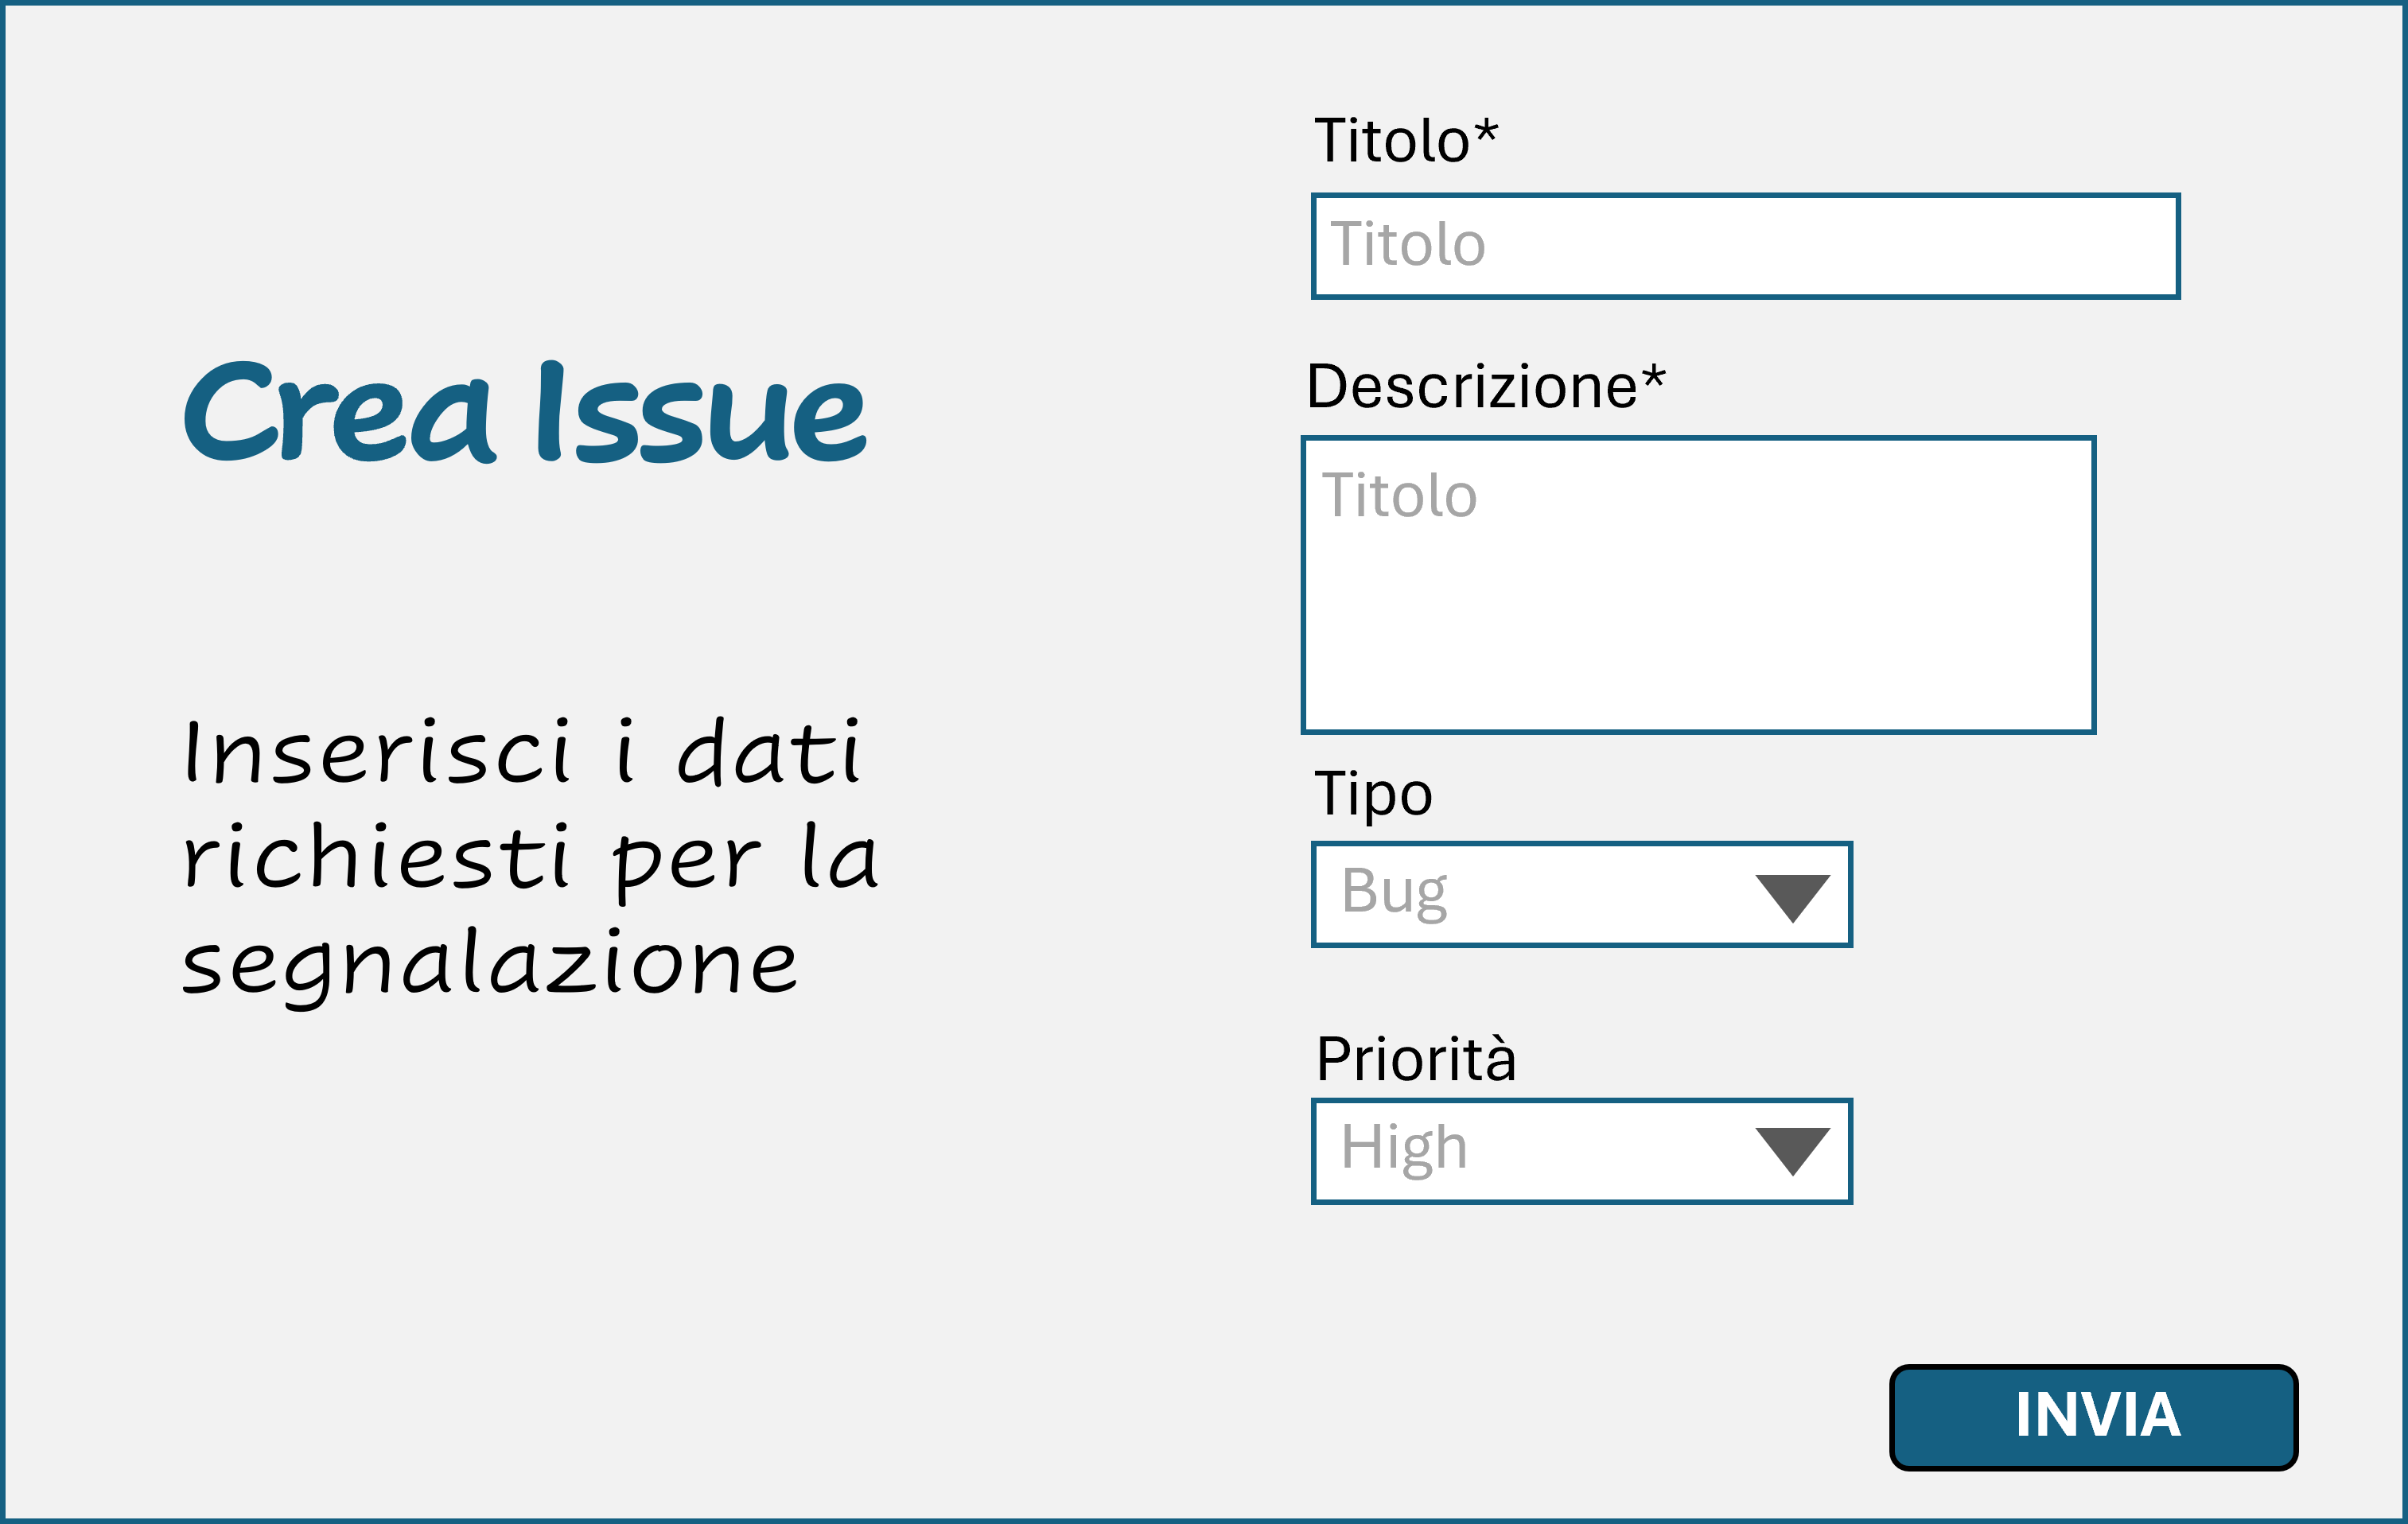 Crea Issue
Inserisci i dati
richiesti per la
segnalazione
Titolo*
Titolo
Descrizione*
Titolo
Tipo
Bug
Priorità
High
INVIA